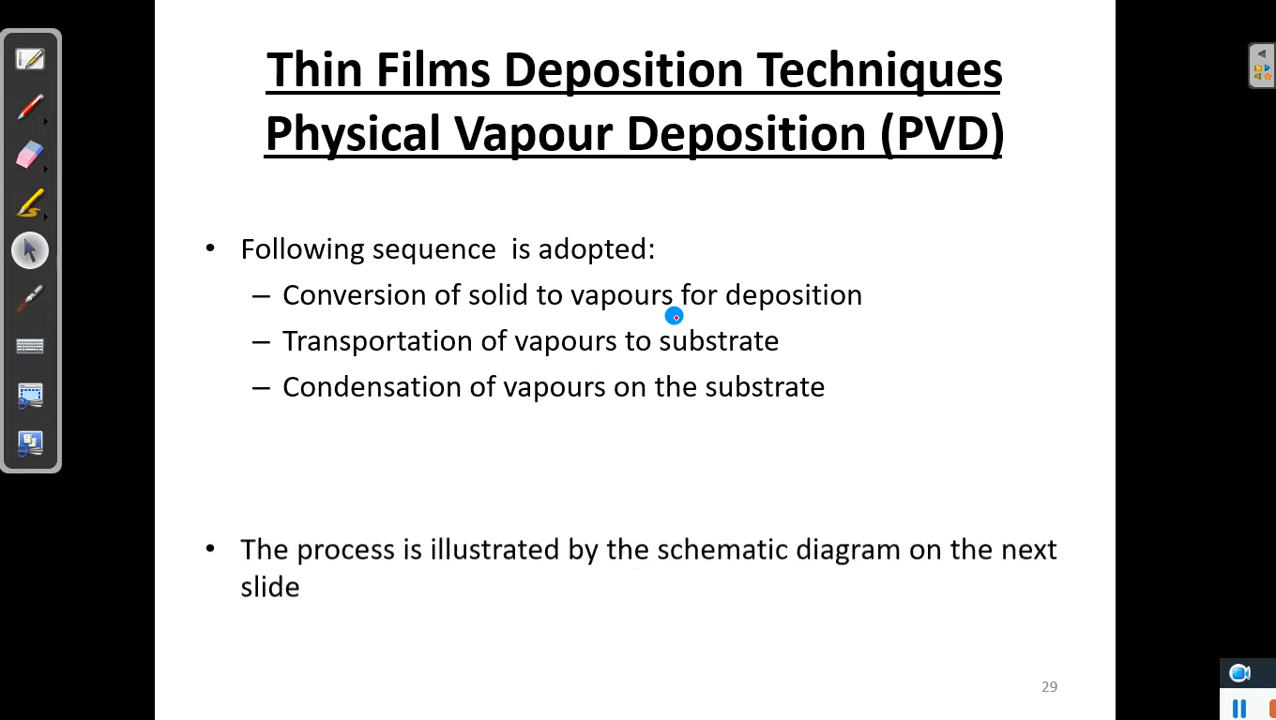 Thin Films Deposition Techniques
Physical Vapour Deposition (PVD)
• Following sequence  is adopted:
– Conversion of solid to vapours for deposition
– Transportation of vapours to substrate
– Condensation of vapours on the substrate
• The process is illustrated by the schematic diagram on the next
slide
29